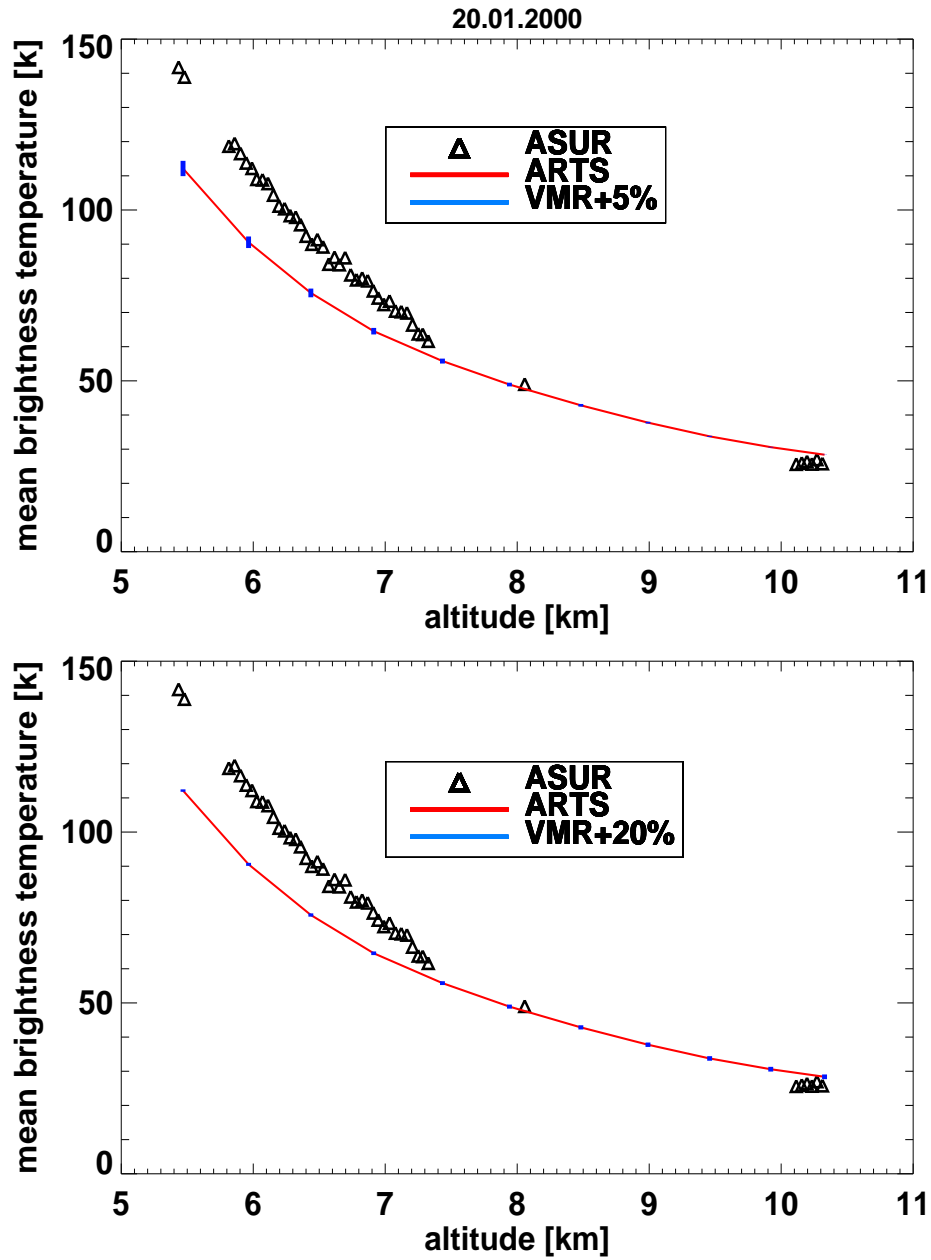 20.01.2000
mean brightness temperature [k]
150
100
50
0
ASUR
ARTS
VMR+5%
5 6 7 8 9 10 11
altitude [km]
mean brightness temperature [k]
150
100
50
0
ASUR
ARTS
VMR+20%
5 6 7 8 9 10 11
altitude [km]